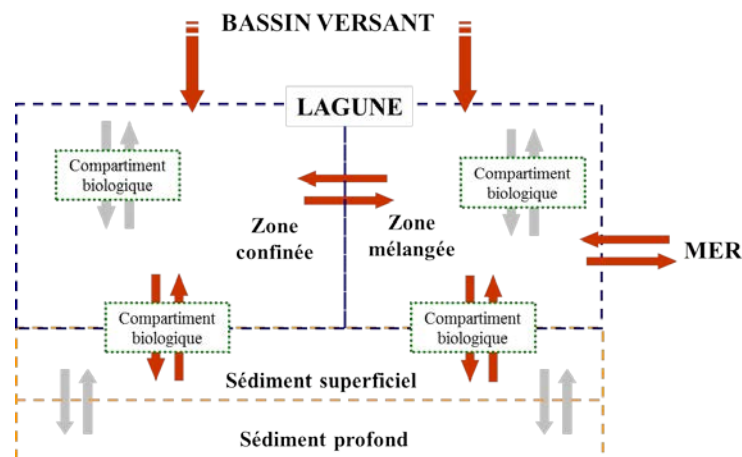 BASSIN VERSANT
LAGUNE
Compartiment
biologique
Compartiment
biologique
Zone
confinée
Zone
mélangée
MER
Compartiment
biologique
Compartiment
biologique
Sédiment superficiel
Sédiment profond